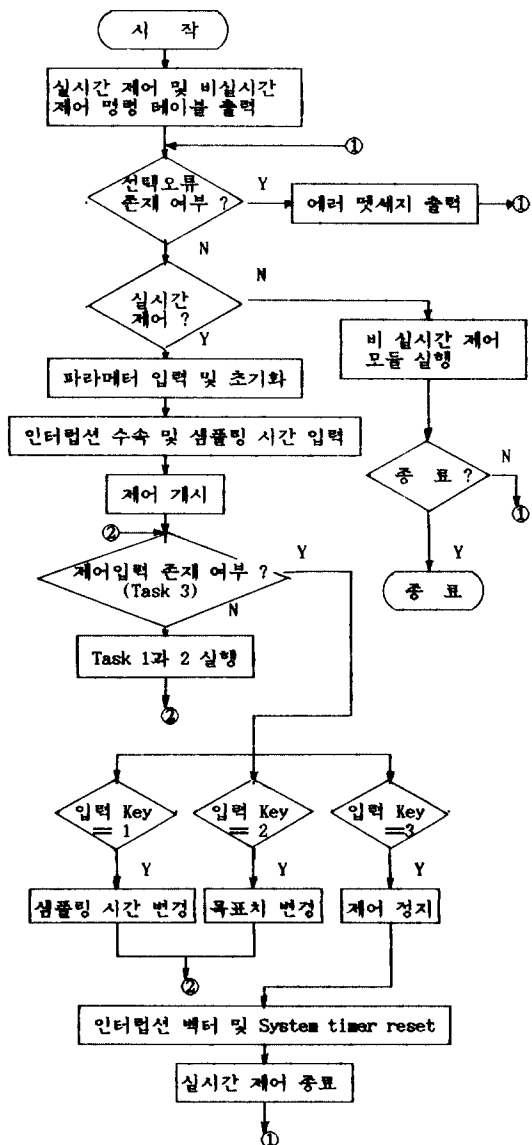 시 작
실시간 제어 및 비실시간
제어 명령 테이블 출력
①
선택오류
존재 여부 ?
Y
에러 멧세지 출력
①
N
실시간
제어 ?
N
Y
비 실시간 제어
모듈 실행
파라메터 입력 및 초기화
인터럽션 수속 및 샘플링 시간 입력
종 료 ?
N
①
제어 개시
②
Y
종 료
제어입력 존재 여부 ?
(Task 3)
Y
N
Task 1과 2 실행
②
입력 Key
== 1
입력 Key
== 2
입력 Key
==3
Y
Y
Y
샘플링 시간 변경
목표치 변경
제어 정지
②
인터럽션 벡터 및 System timer reset
실시간 제어 종료
①